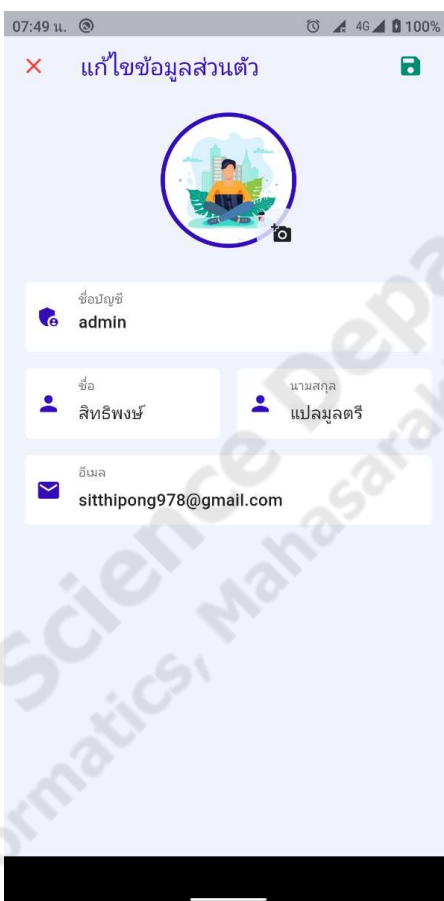 07:49 น. 4G 100%
แก้ไขข้อมูลส่วนตัว
ชื่อบัญชี
admin
ชื่อ นามสกุล
สิทธิพงษ์ แปลมูลตรี
อีเมล
sitthipong978@gmail.com
Science Depa
ormatics, Mahasarak